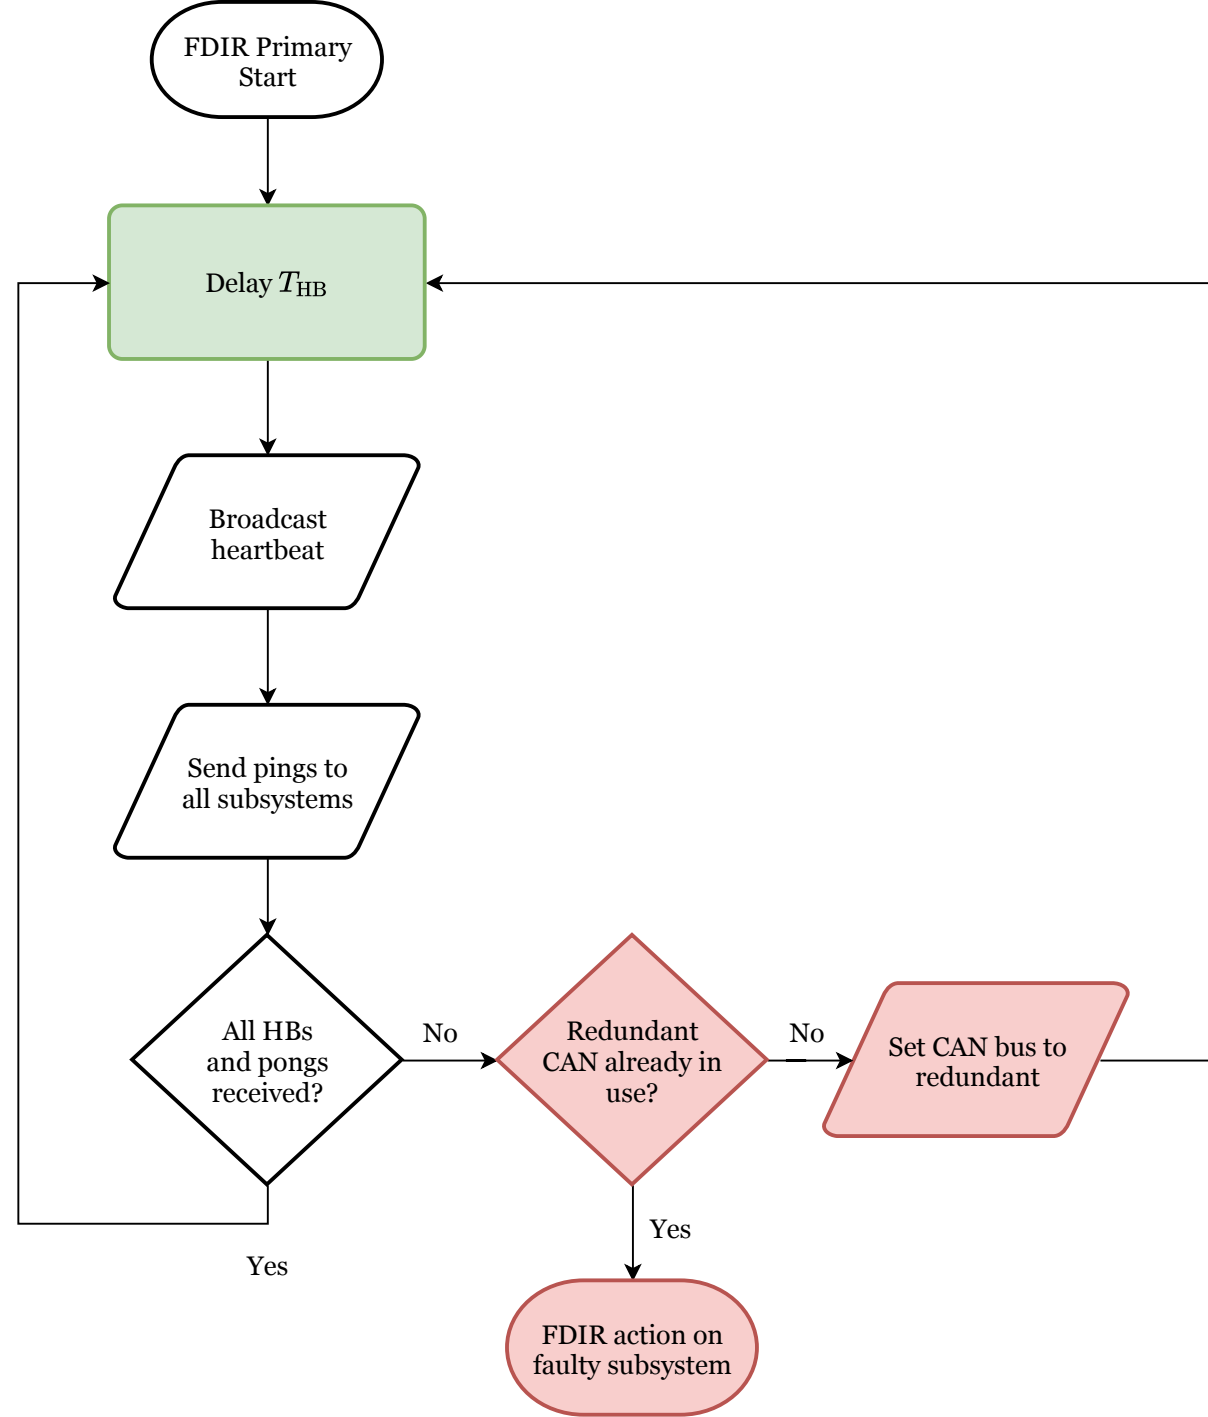 FDIR Primary
Start
Delay T_HB
Broadcast
heartbeat
Send pings to
all subsystems
All HBs
and pongs
received?
No
Redundant
CAN already in
use?
No
Set CAN bus to
redundant
Yes
Yes
FDIR action on
faulty subsystem